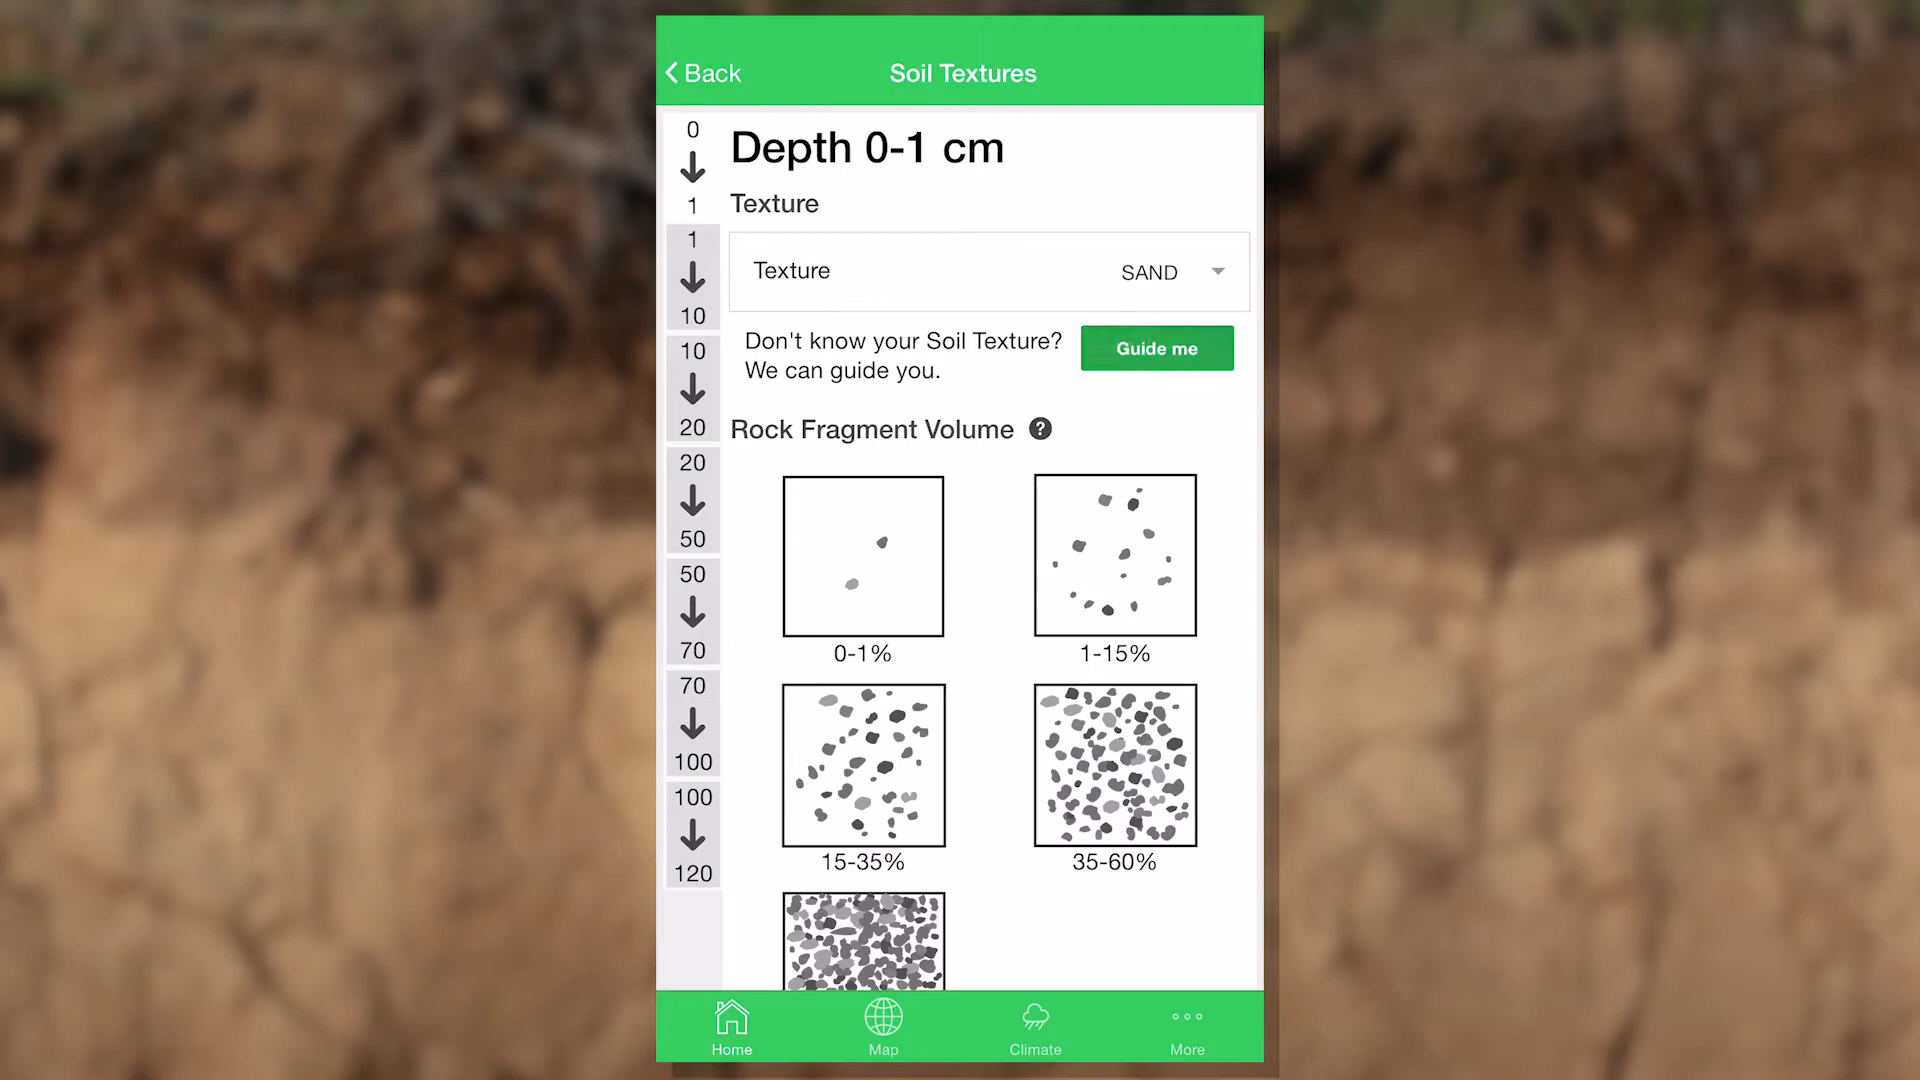 Back
Soil Textures
0
1
1
10
10
20
20
50
50
70
70
100
100
120
Depth 0-1 cm
Texture
Texture SAND
Don't know your Soil Texture?
We can guide you.
Guide me
Rock Fragment Volume ?
0-1%
1-15%
15-35%
35-60%
Home
Map
Climate
More